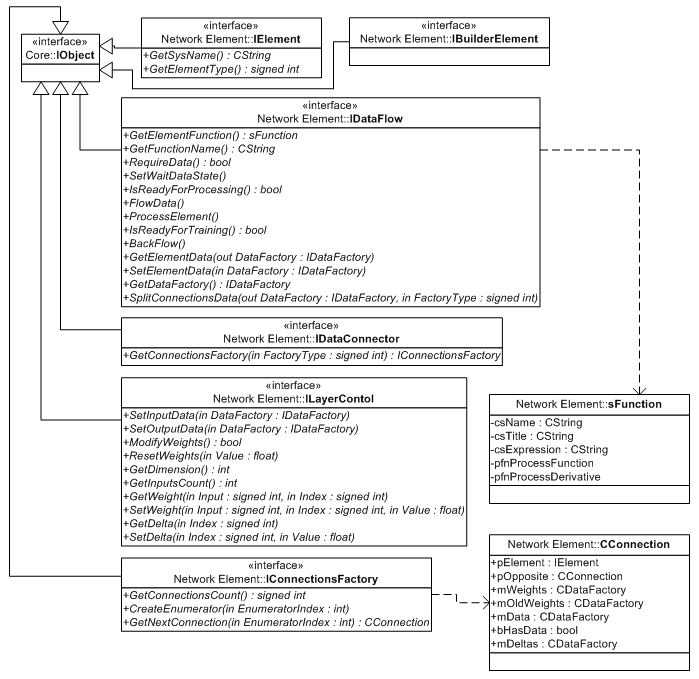 «interface»
Core::IObject
«interface»
Network Element::IElement
+GetSysName() : CString
+GetElementType() : signed int
«interface»
Network Element::IBuilderElement
«interface»
Network Element::IDataFlow
+GetElementFunction() : sFunction
+GetFunctionName() : CString
+RequireData() : bool
+SetWaitDataState()
+IsReadyForProcessing() : bool
+FlowData()
+ProcessElement()
+IsReadyForTraining() : bool
+BackFlow()
+GetElementData(out DataFactory : IDataFactory)
+SetElementData(in DataFactory : IDataFactory)
+GetDataFactory() : IDataFactory
+SplitConnectionsData(out DataFactory : IDataFactory, in FactoryType : signed int)
«interface»
Network Element::IDataConnector
+GetConnectionsFactory(in FactoryType : signed int) : IConnectionsFactory
«interface»
Network Element::ILayerContol
+SetInputData(in DataFactory : IDataFactory)
+SetOutputData(in DataFactory : IDataFactory)
+ModifyWeights() : bool
+ResetWeights(in Value : float)
+GetDimension() : int
+GetInputsCount() : int
+GetWeight(in Input : signed int, in Index : signed int)
+SetWeight(in Input : signed int, in Index : signed int, in Value : float)
+GetDelta(in Index : signed int)
+SetDelta(in Index : signed int, in Value : float)
«interface»
Network Element::IConnectionsFactory
+GetConnectionsCount() : signed int
+CreateEnumerator(in EnumeratorIndex : int)
+GetNextConnection(in EnumeratorIndex : int) : CConnection
Network Element::sFunction
-csName : CString
-csTitle : CString
-csExpression : CString
-pfnProcessFunction
-pfnProcessDerivative
Network Element::CConnection
+pElement : IElement
+pOpposite : CConnection
+mWeights : CDataFactory
+mOldWeights : CDataFactory
+mData : CDataFactory
+bHasData : bool
+mDeltas : CDataFactory